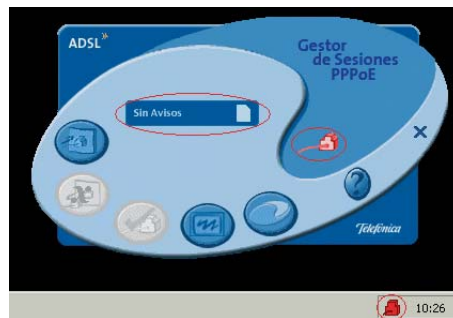 ADSL
Gestor
de Sesiones
PPPoE
Sin Avisos
Telefónica
10:26